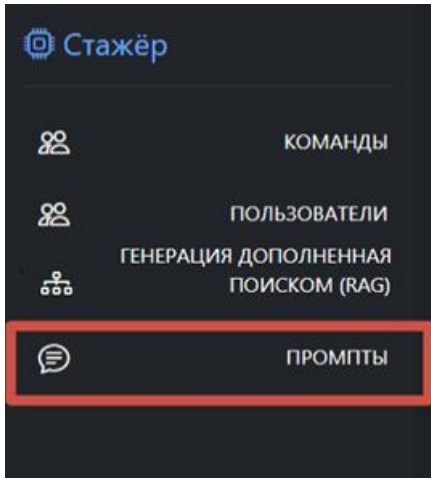 Стажёр
КОМАНДЫ
ПОЛЬЗОВАТЕЛИ
ГЕНЕРАЦИЯ ДОПОЛНЕННАЯ
ПОИСКОМ (RAG)
ПРОМПТЫ